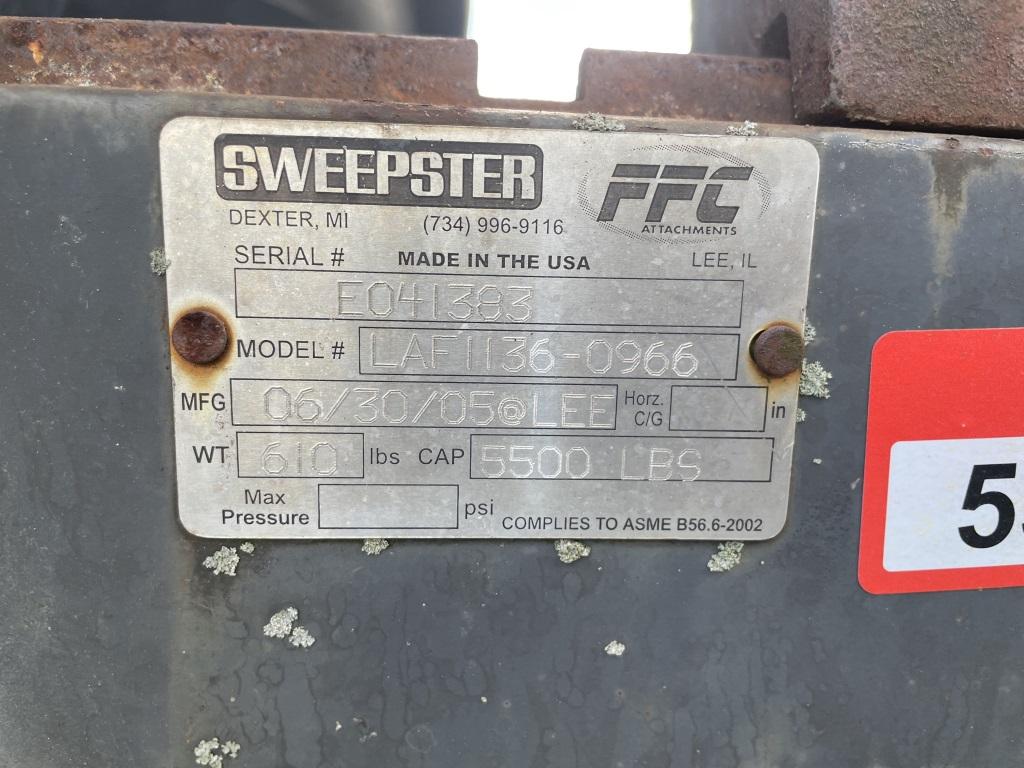 SWEEPSTER FFC
ATTACHMENTS
DEXTER, MI (734) 996-9116
SERIAL # MADE IN THE USA LEE, IL
E041383
MODEL # LAF1136-0966
MFG 06/30/05@LEE Horz. C/G in
WT 610 lbs CAP 5500 LBS
Max Pressure psi
COMPLIES TO ASME B56.6-2002
5